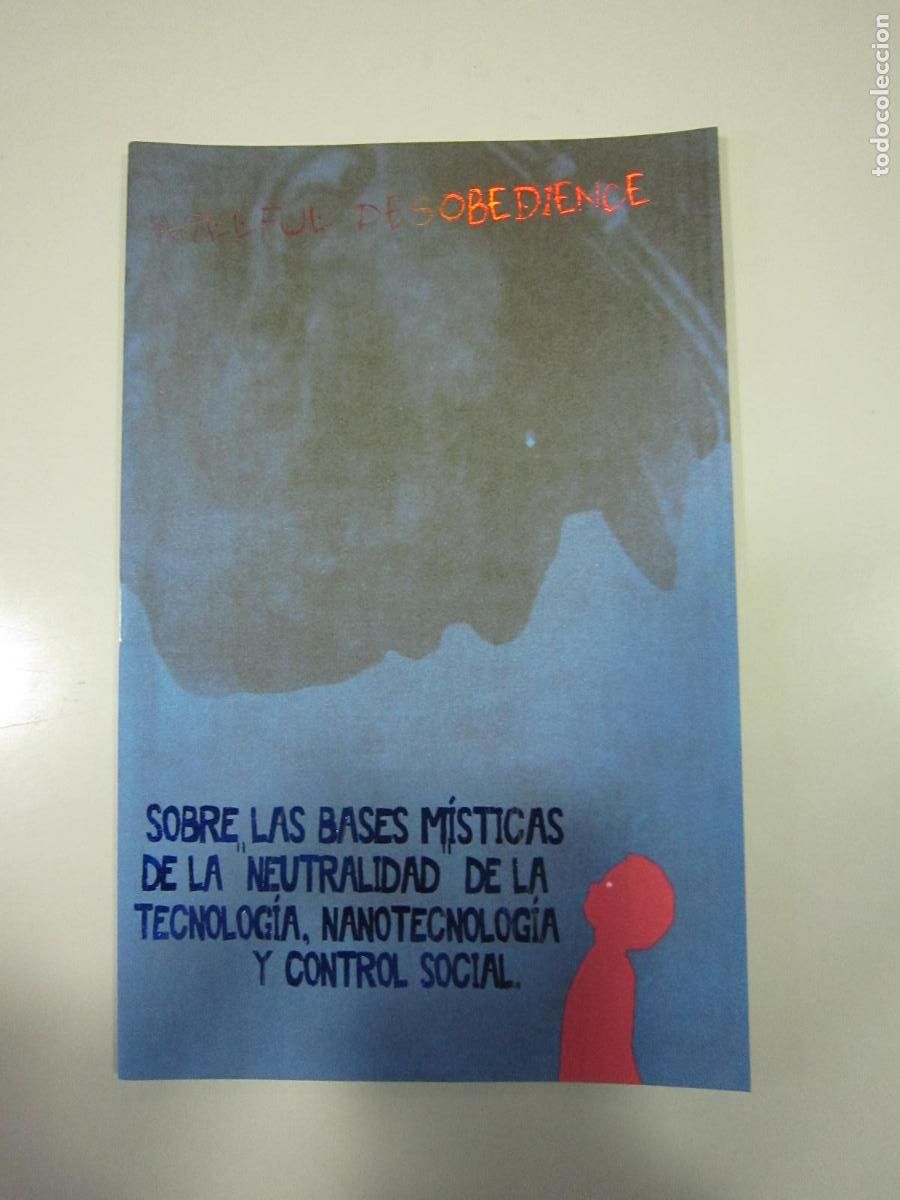 WILLFUL DESOBEDIENCE
SOBRE LAS BASES MÍSTICAS
DE LA "NEUTRALIDAD" DE LA
TECNOLOGÍA, NANOTECNOLOGÍA
Y CONTROL SOCIAL.
todocoleccion